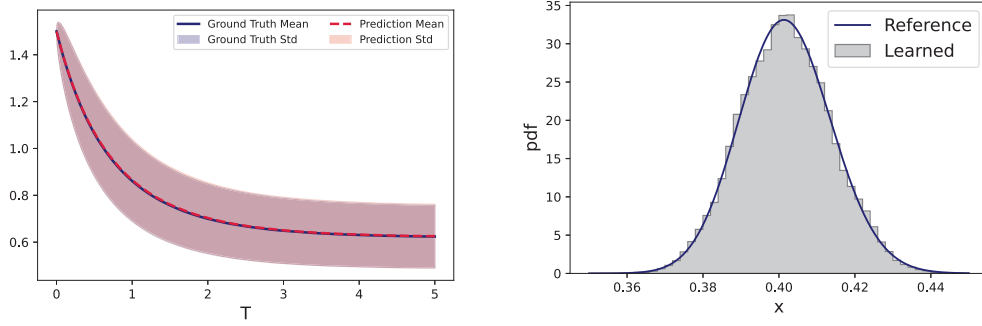 Ground Truth Mean
Ground Truth Std
Prediction Mean
Prediction Std
1.4
1.2
1.0
0.8
0.6
0 1 2 3 4 5
T
Reference
Learned
35
30
25
20
15
10
5
0
pdf
0.36 0.38 0.40 0.42 0.44
x